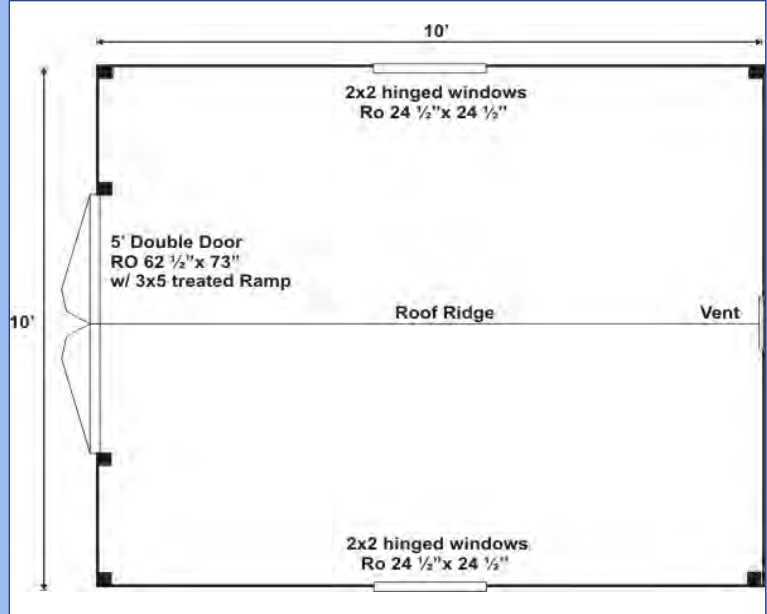 10’
2x2 hinged windows
Ro 24 ½”x 24 ½”
5’ Double Door
RO 62 ½”x 73”
w/ 3x5 treated Ramp
10’
Roof Ridge
Vent
2x2 hinged windows
Ro 24 ½”x 24 ½”